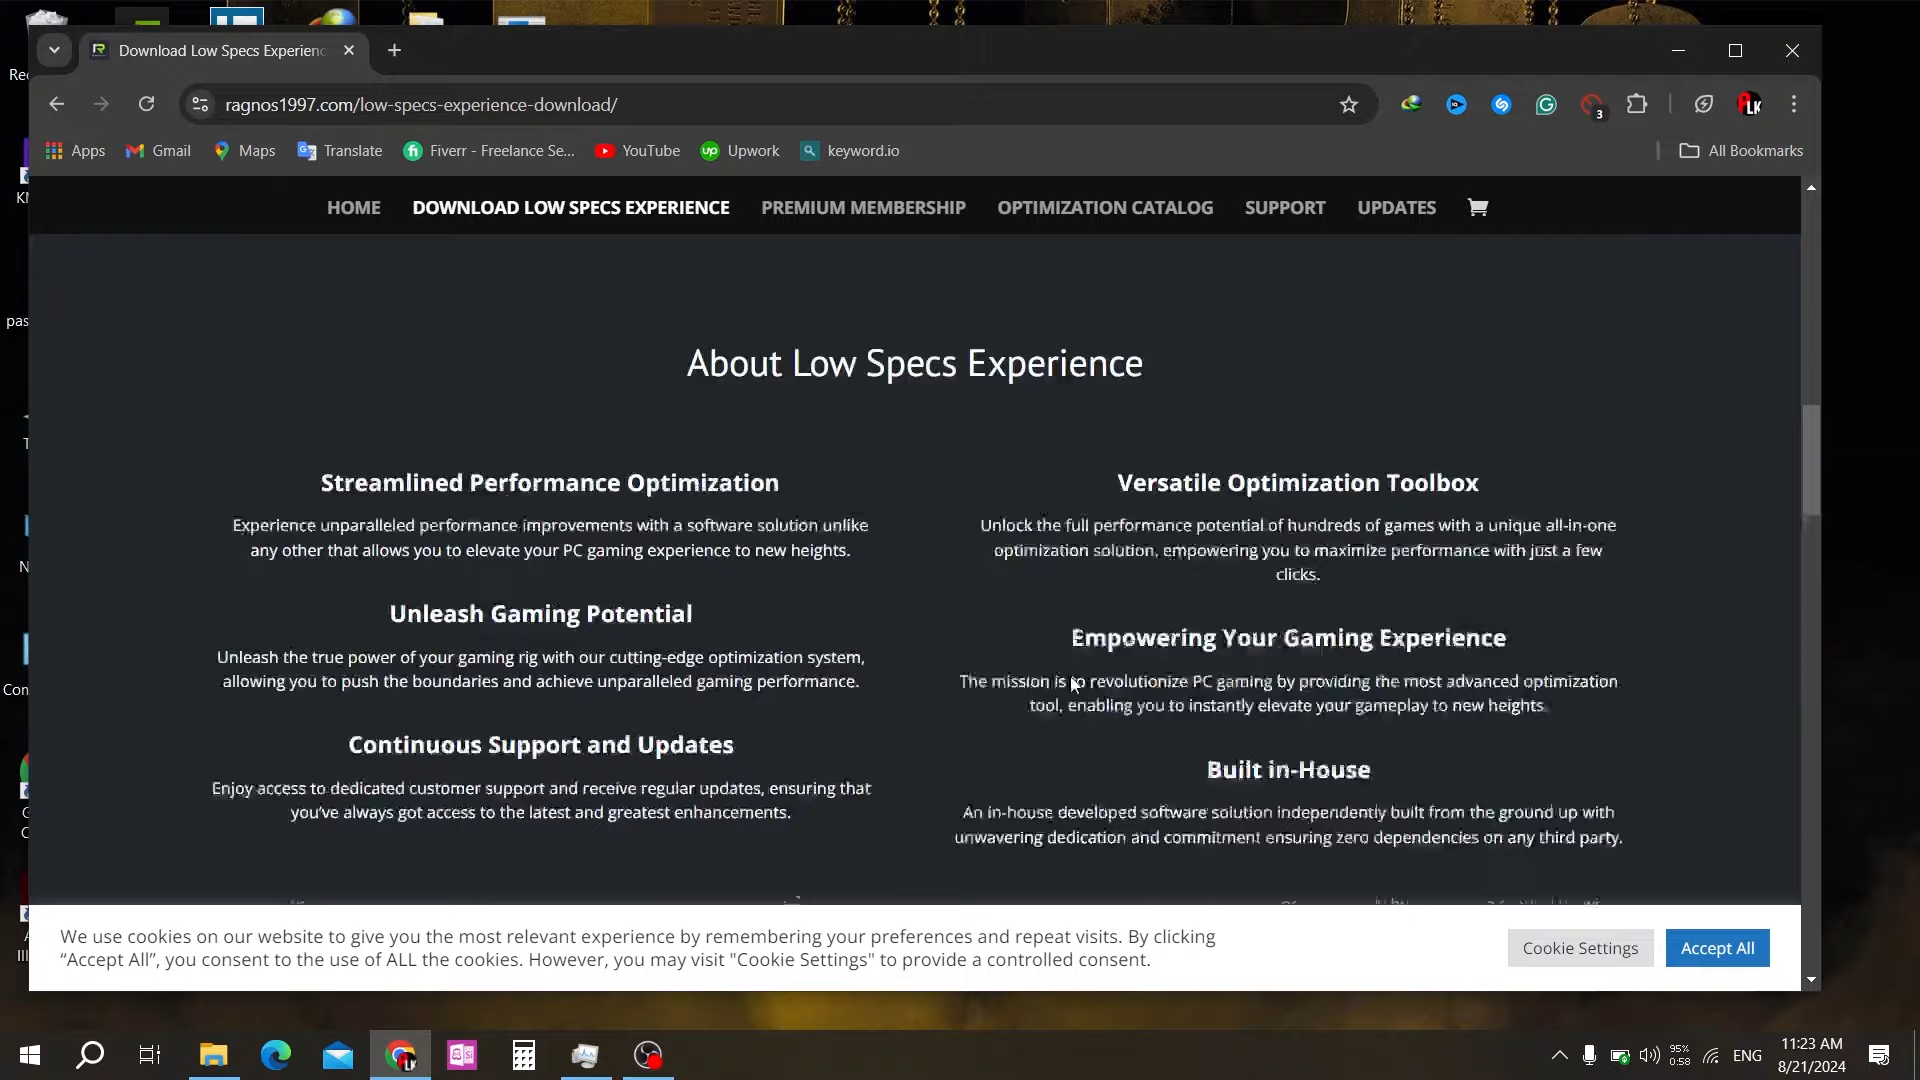 Download Low Specs Experienc
ragnos1997.com/low-specs-experience-download/
3
Apps
Gmail
Maps
Translate
Fiverr - Freelance Se...
YouTube
Upwork
keyword.io
All Bookmarks
HOME
DOWNLOAD LOW SPECS EXPERIENCE
PREMIUM MEMBERSHIP
OPTIMIZATION CATALOG
SUPPORT
UPDATES
About Low Specs Experience
Streamlined Performance Optimization
Experience unparalleled performance improvements with a software solution unlike
any other that allows you to elevate your PC gaming experience to new heights.
Unleash Gaming Potential
Unleash the true power of your gaming rig with our cutting-edge optimization system,
allowing you to push the boundaries and achieve unparalleled gaming performance.
Continuous Support and Updates
Enjoy access to dedicated customer support and receive regular updates, ensuring that
you've always got access to the latest and greatest enhancements.
Versatile Optimization Toolbox
Unlock the full performance potential of hundreds of games with a unique all-in-one
optimization solution, empowering you to maximize performance with just a few
clicks.
Empowering Your Gaming Experience
The mission is to revolutionize PC gaming by providing the most advanced optimization
tool, enabling you to instantly elevate your gameplay to new heights.
Built in-House
An in-house developed software solution independently built from the ground up with
unwavering dedication and commitment ensuring zero dependencies on any third party.
We use cookies on our website to give you the most relevant experience by remembering your preferences and repeat visits. By clicking
“Accept All”, you consent to the use of ALL the cookies. However, you may visit "Cookie Settings" to provide a controlled consent.
Cookie Settings
Accept All
95%
0:58
ENG
11:23 AM
8/21/2024